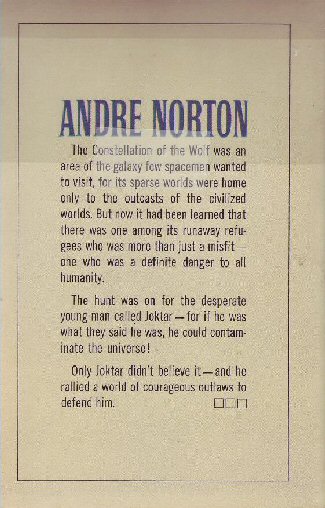 ANDRE NORTON
The Constellation of the Wolf was an
area of the galaxy few spacemen wanted
to visit, for its sparse worlds were home
only to the outcasts of the civilized
worlds. But now it had been learned that
there was one among its runaway refu-
gees who was more than just a misfit—
one who was a definite danger to all
humanity.
The hunt was on for the desperate
young man called Joktar—for if he was
what they said he was, he could contam-
inate the universe!
Only Joktar didn't believe it—and he
rallied a world of courageous outlaws to
defend him.